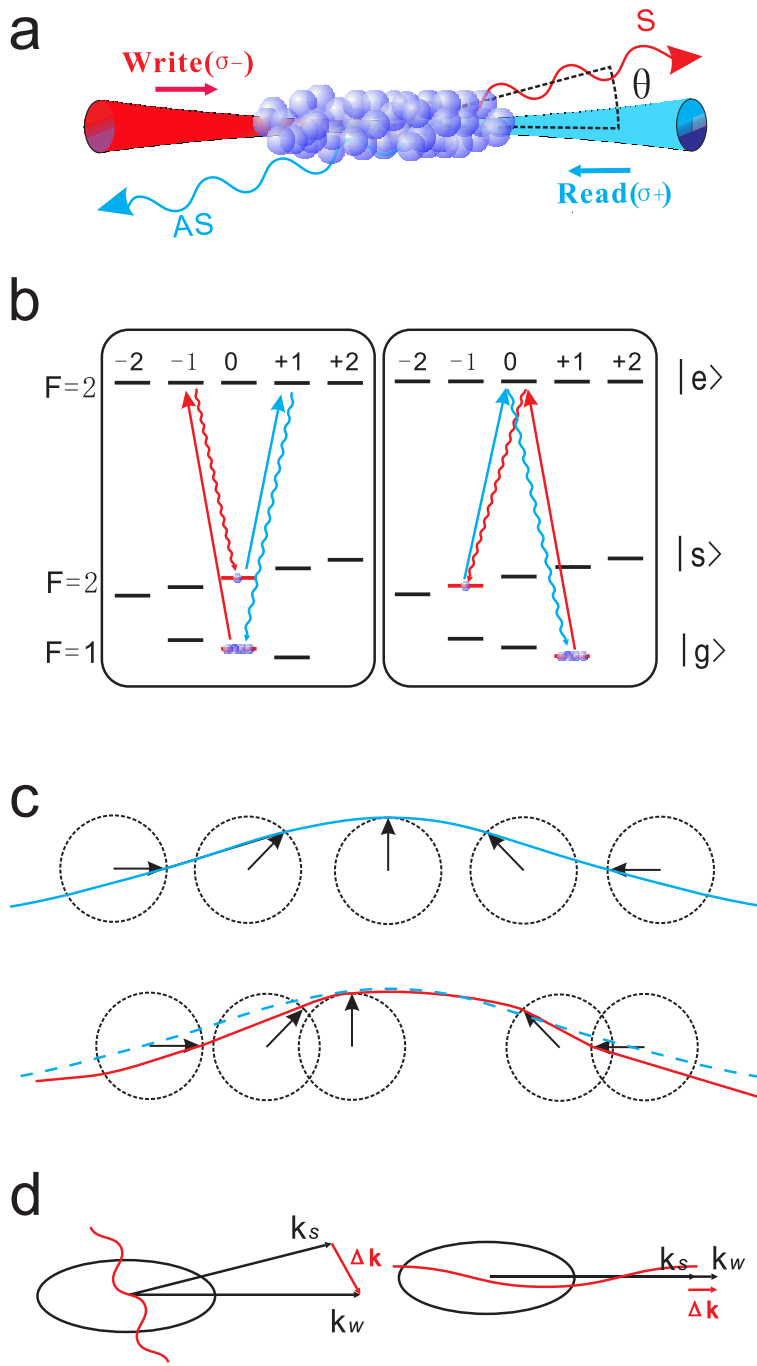 a
S
Write(σ−)
θ
Read(σ+)
AS
b
−2 −1 0 +1 +2
−2 −1 0 +1 +2
F=2
|e>
|s>
F=2
F=1
|g>
c
d
ks
Δk
kw
ks kw
Δk